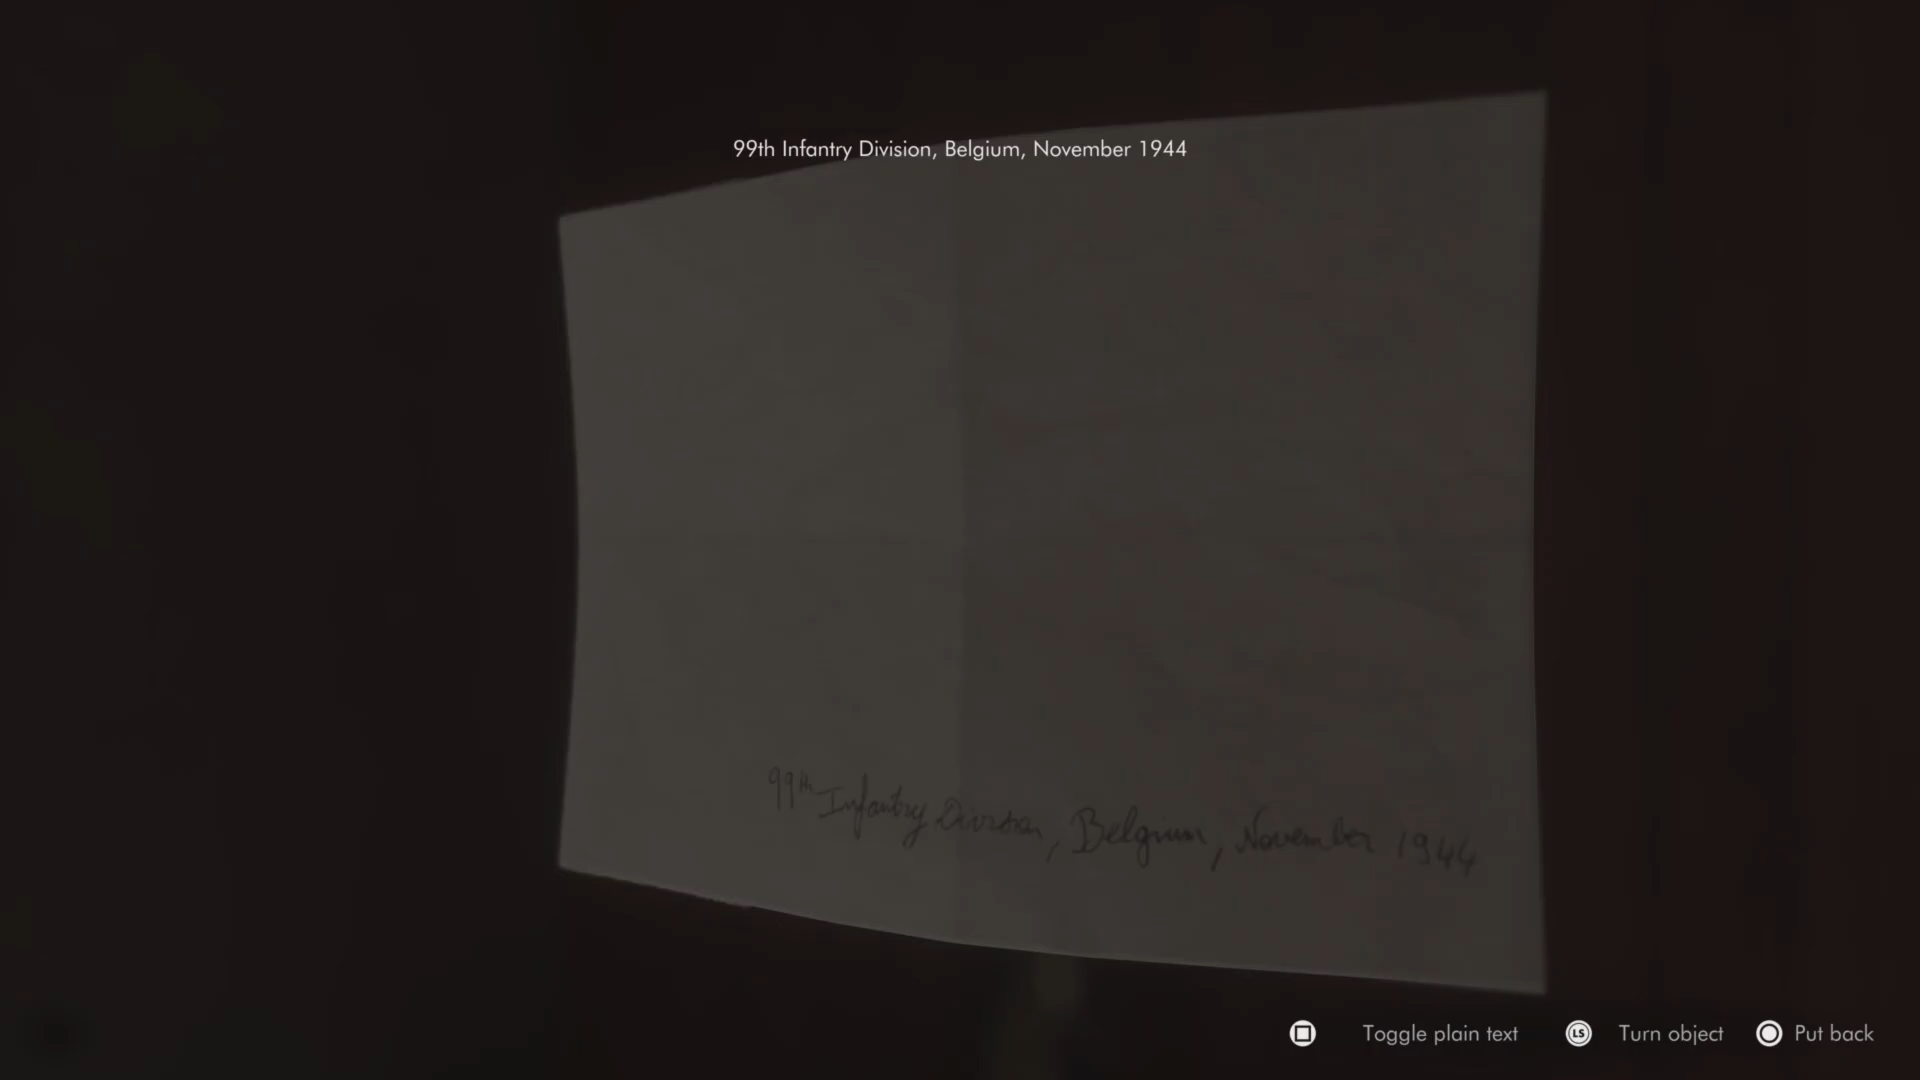 99th Infantry Division, Belgium, November 1944
99th Infantry Division, Belgium, November 1944
Toggle plain text
LS Turn object
Put back